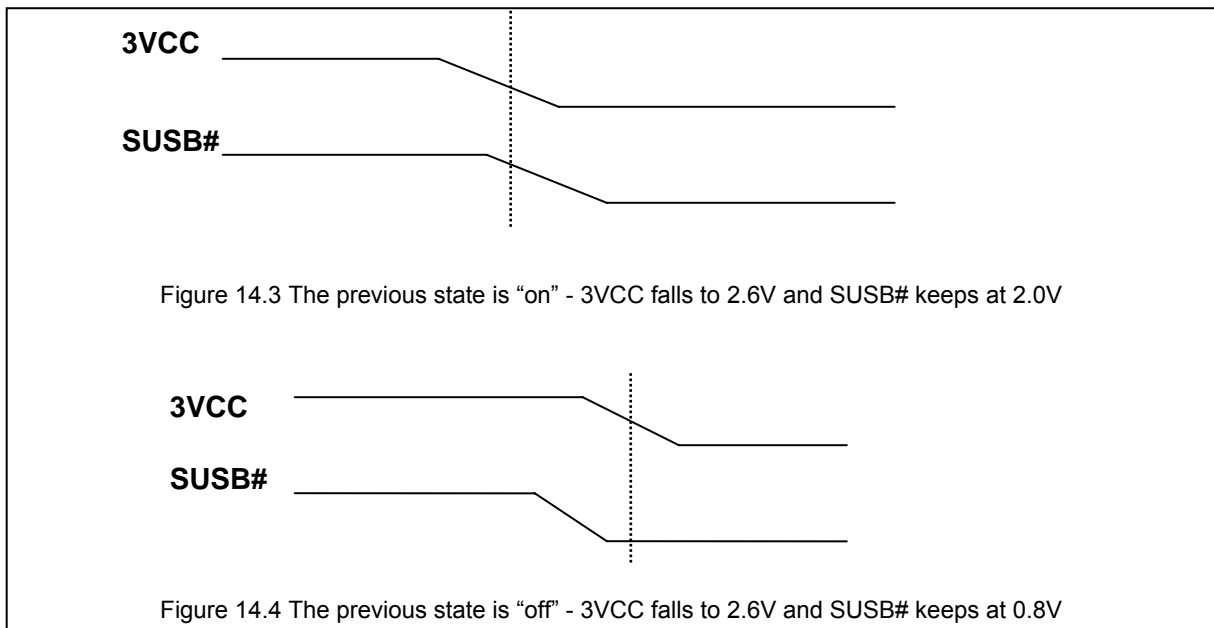 3VCC
SUSB#
Figure 14.3 The previous state is “on” - 3VCC falls to 2.6V and SUSB# keeps at 2.0V
3VCC
SUSB#
Figure 14.4 The previous state is “off” - 3VCC falls to 2.6V and SUSB# keeps at 0.8V